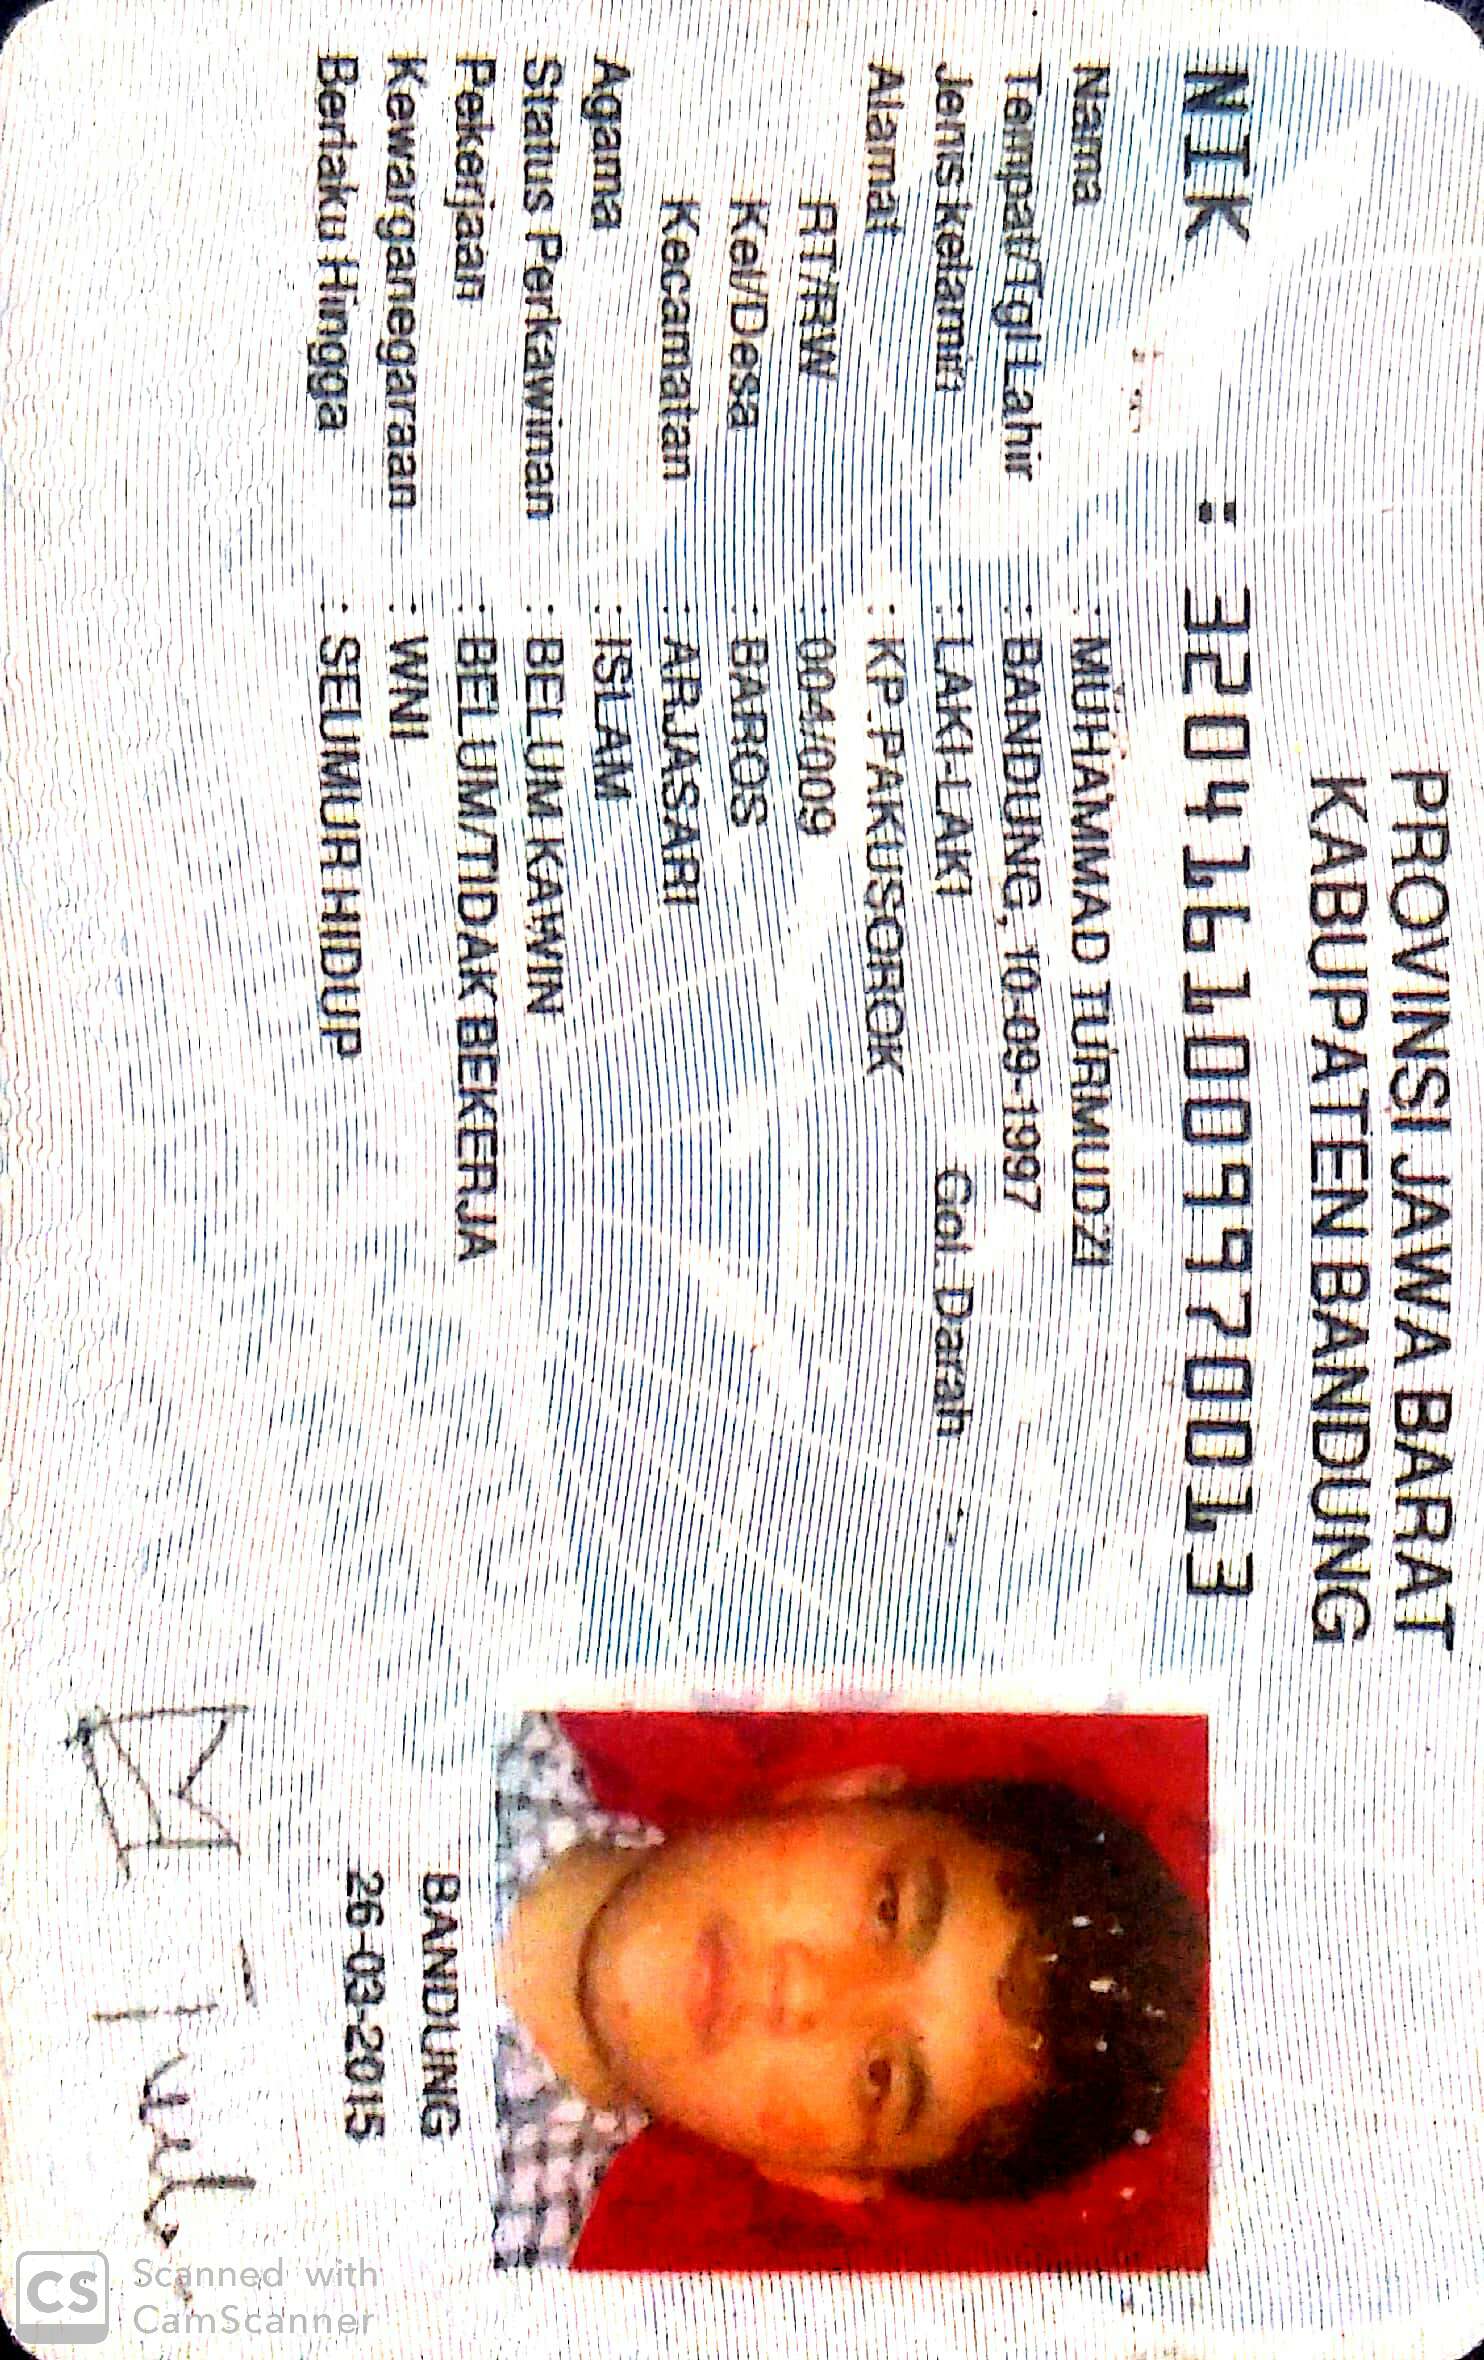 PROVINSI JAWA BARAT
KABUPATEN BANDUNG
NIK : 3204161009970013
Nama : MUHAMMAD TURMUDZI
Tempat/Tgl Lahir : BANDUNG, 10-09-1997
Jenis kelamin : LAKI-LAKI Gol. Darah : -
Alamat : KP. PAKUSOROK
RT/RW : 004/009
Kel/Desa : BAROS
Kecamatan : ARJASARI
Agama : ISLAM
Status Perkawinan : BELUM KAWIN
Pekerjaan : BELUM/TIDAK BEKERJA
Kewarganegaraan : WNI
Berlaku Hingga : SEUMUR HIDUP
BANDUNG
26-03-2015
CS Scanned with
CamScanner